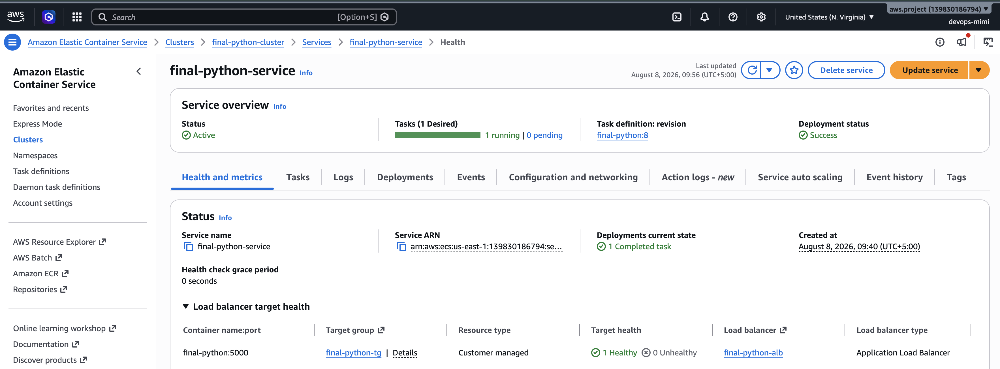 aws
Search [Option+S]
United States (N. Virginia)
aws.project (139830186794)
devops-mimi
Amazon Elastic Container Service
Clusters
final-python-cluster
Services
final-python-service
Health
Amazon Elastic
Container Service
Favorites and recents
Express Mode
Clusters
Namespaces
Task definitions
Daemon task definitions
Account settings
AWS Resource Explorer
AWS Batch
Amazon ECR
Repositories
Online learning workshop
Documentation
Discover products
final-python-service Info
Last updated
August 8, 2026, 09:56 (UTC+5:00)
Delete service
Update service
Service overview Info
Status
Active
Tasks (1 Desired)
1 running | 0 pending
Task definition: revision
final-python:8
Deployment status
Success
Health and metrics
Tasks
Logs
Deployments
Events
Configuration and networking
Action logs - new
Service auto scaling
Event history
Tags
Status Info
Service name
final-python-service
Service ARN
arn:aws:ecs:us-east-1:139830186794:se...
Deployments current state
1 Completed task
Created at
August 8, 2026, 09:40 (UTC+5:00)
Health check grace period
0 seconds
Load balancer target health
Container name:port
Target group
Resource type
Target health
Load balancer
Load balancer type
final-python:5000
final-python-tg | Details
Customer managed
1 Healthy 0 Unhealthy
final-python-alb
Application Load Balancer